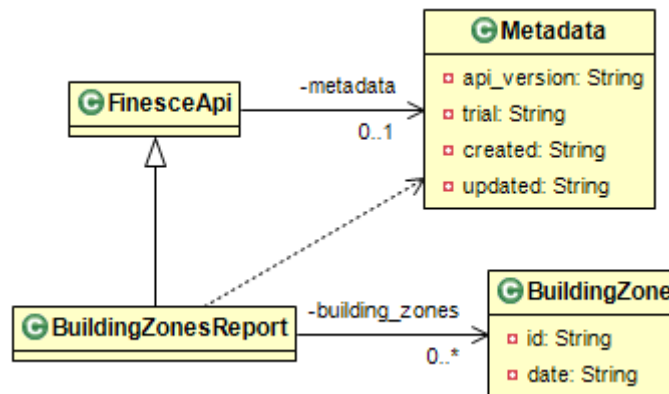 C Metadata
api_version: String
trial: String
created: String
updated: String
C FinesceApi
-metadata
0..1
C BuildingZonesReport
-building_zones
0..*
C BuildingZone
id: String
date: String